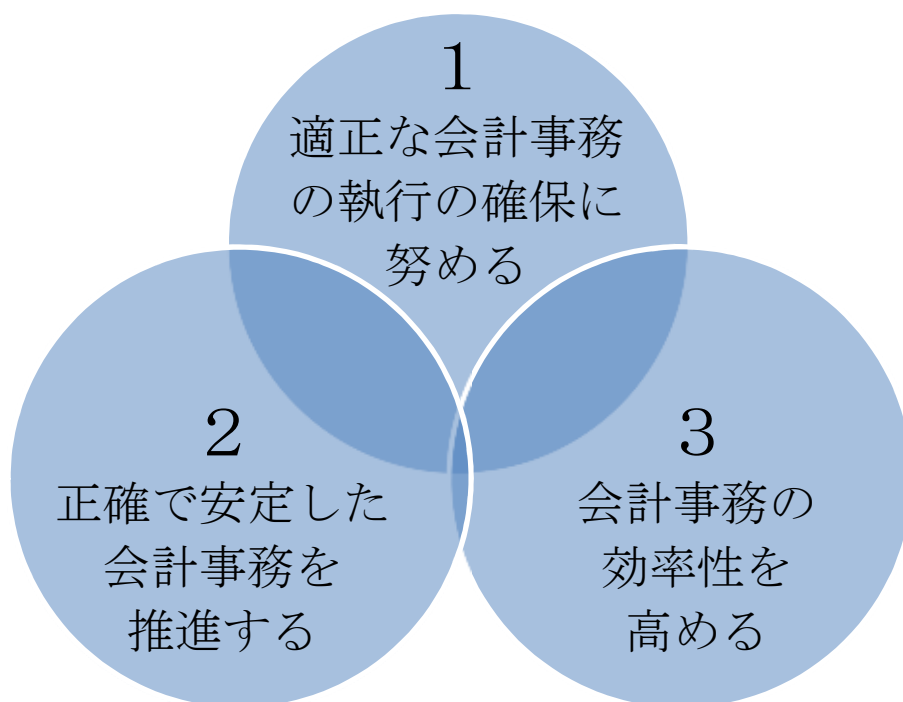 1
適正な会計事務
の執行の確保に
努める
2
正確で安定した
会計事務を
推進する
3
会計事務の
効率性を
高める